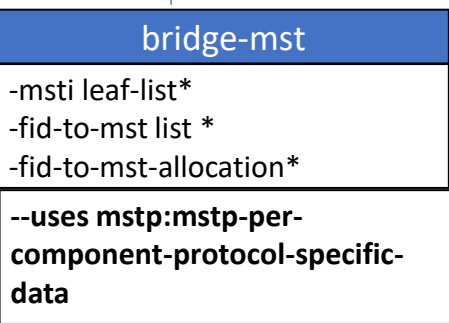 bridge-mst
-msti leaf-list*
-fid-to-mst list *
-fid-to-mst-allocation*
--uses mstp:mstp-per-
component-protocol-specific-
data